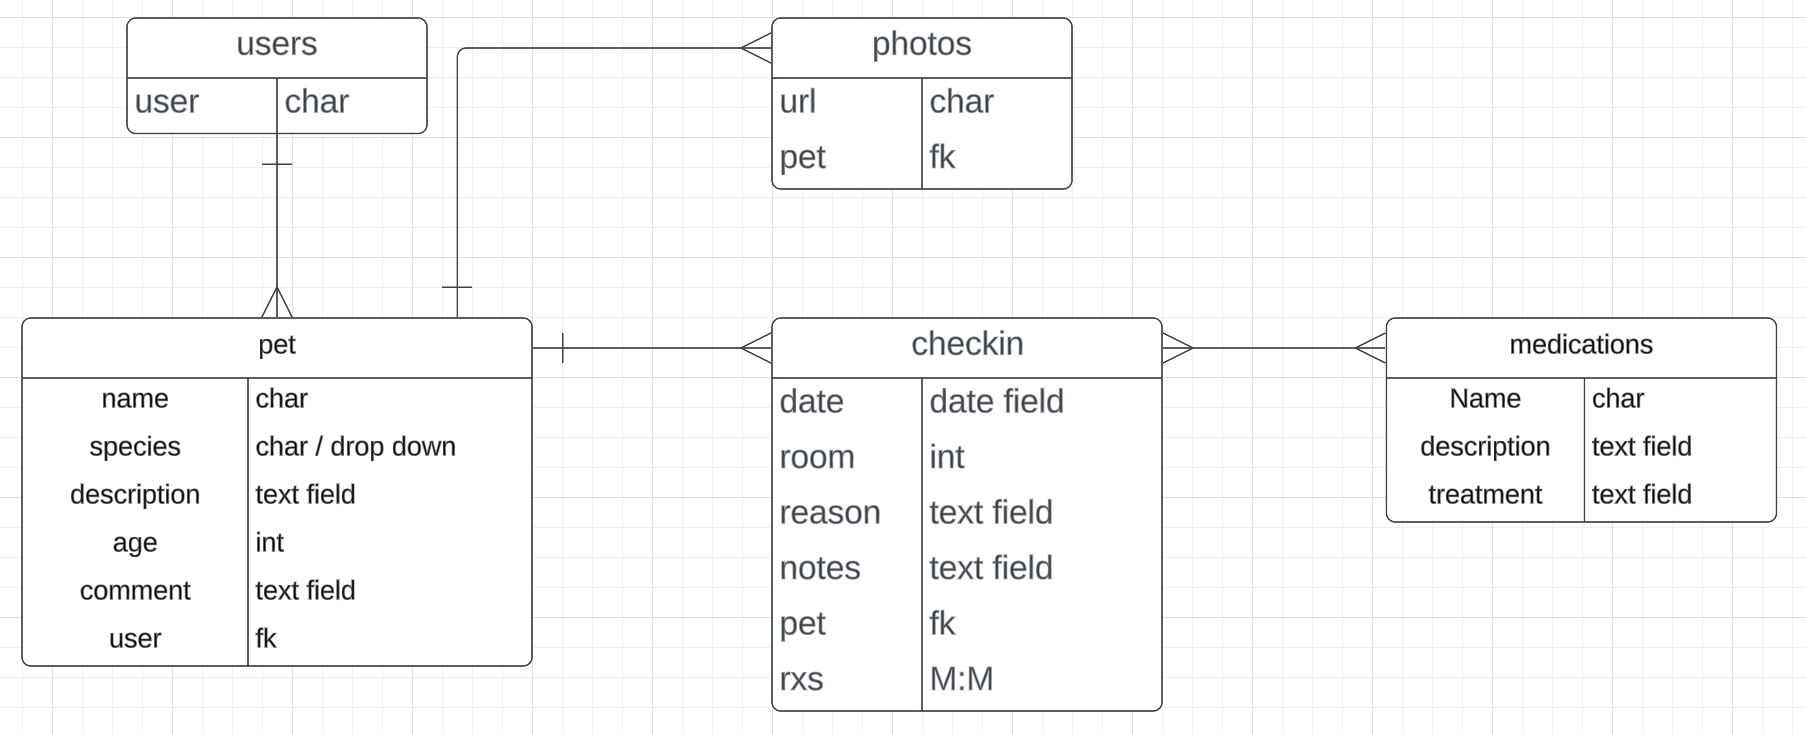 users
user char
photos
url char
pet fk
pet
name char
species char / drop down
description text field
age int
comment text field
user fk
checkin
date date field
room int
reason text field
notes text field
pet fk
rxs M:M
medications
Name char
description text field
treatment text field